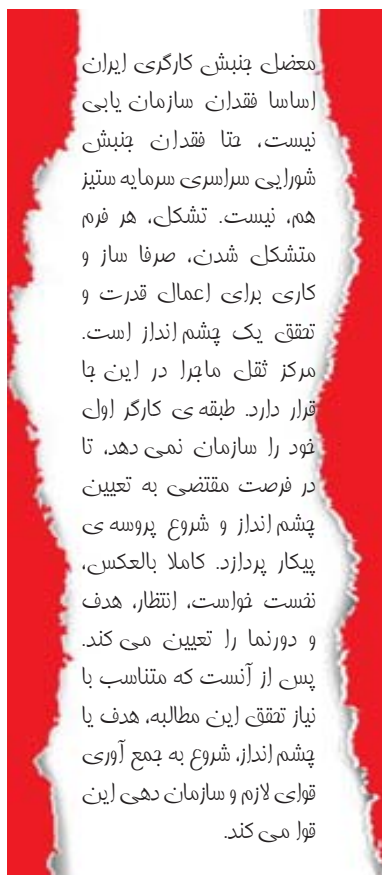 معضل جنبش کارگری ایران
اساسا فقدان سازمان یابی
نیست، حتا فقدان جنبش
شورایی سراسری سرمایه ستیز
هم، نیست. تشکل، هر فرم
متشکل شدن، صرفا ساز و
کاری برای اعمال قدرت و
تحقق یک چشم انداز است.
مرکز ثقل ماجرا در این جا
قرار دارد. طبقه ی کارگر اول
خود را سازمان نمی دهد، تا
در فرصت مقتضی به تعیین
چشم انداز و شروع پروسه ی
پیکار پردازد. کاملا بالعکس،
نخست خواست، انتظار، هدف
و دورنما را تعیین می کند.
پس از آنست که متناسب با
نیاز تحقق این مطالبه، هدف یا
چشم انداز، شروع به جمع آوری
قوای لازم و سازمان دهی این
قوا می کند.